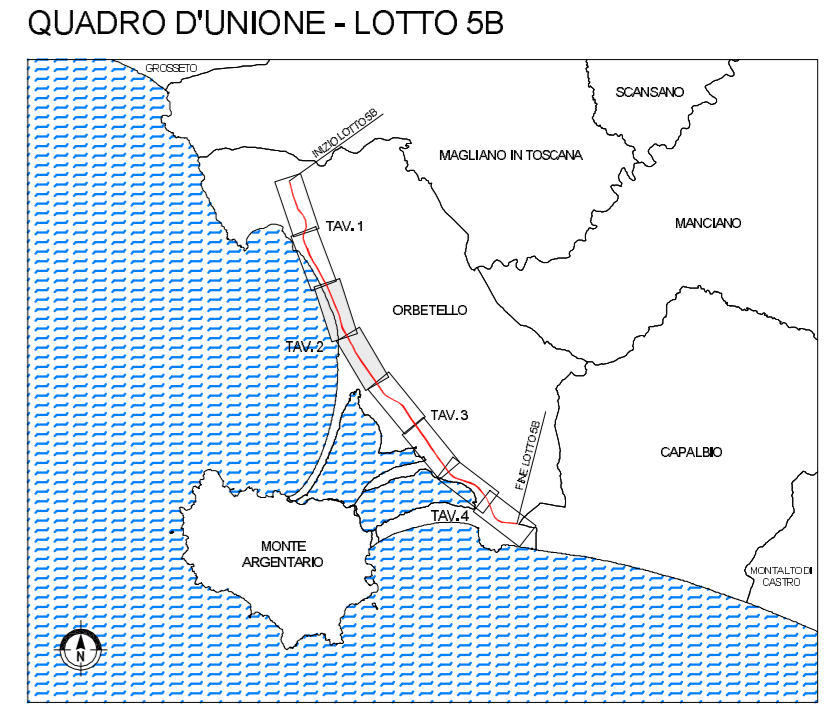 QUADRO D'UNIONE - LOTTO 5B
GROSSETO
SCANSANO
INIZIO LOTTO 5B
MAGLIANO IN TOSCANA
TAV. 1
MANCIANO
ORBETELLO
TAV. 2
TAV. 3
FINE LOTTO 5B
CAPALBIO
TAV. 4
MONTE
ARGENTARIO
MONTALTO DI
CASTRO
N